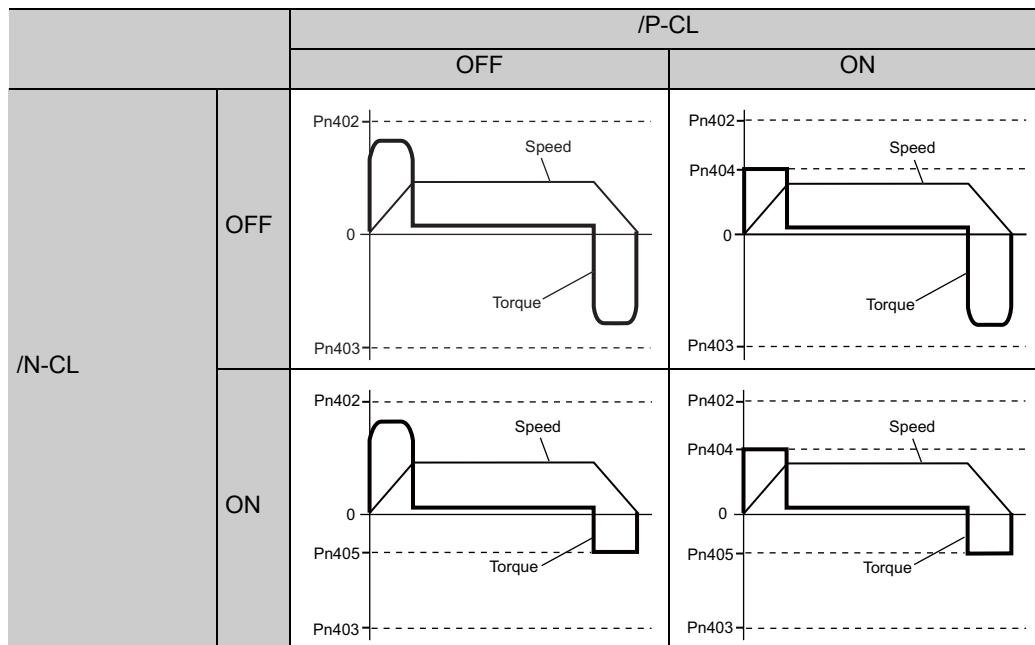 /P-CL
OFF
ON
/N-CL
OFF
Pn402
Speed
0
Torque
Pn403
Pn402
Pn404
Speed
0
Torque
Pn403
ON
Pn402
Speed
0
Pn405
Torque
Pn403
Pn402
Pn404
Speed
0
Pn405
Torque
Pn403